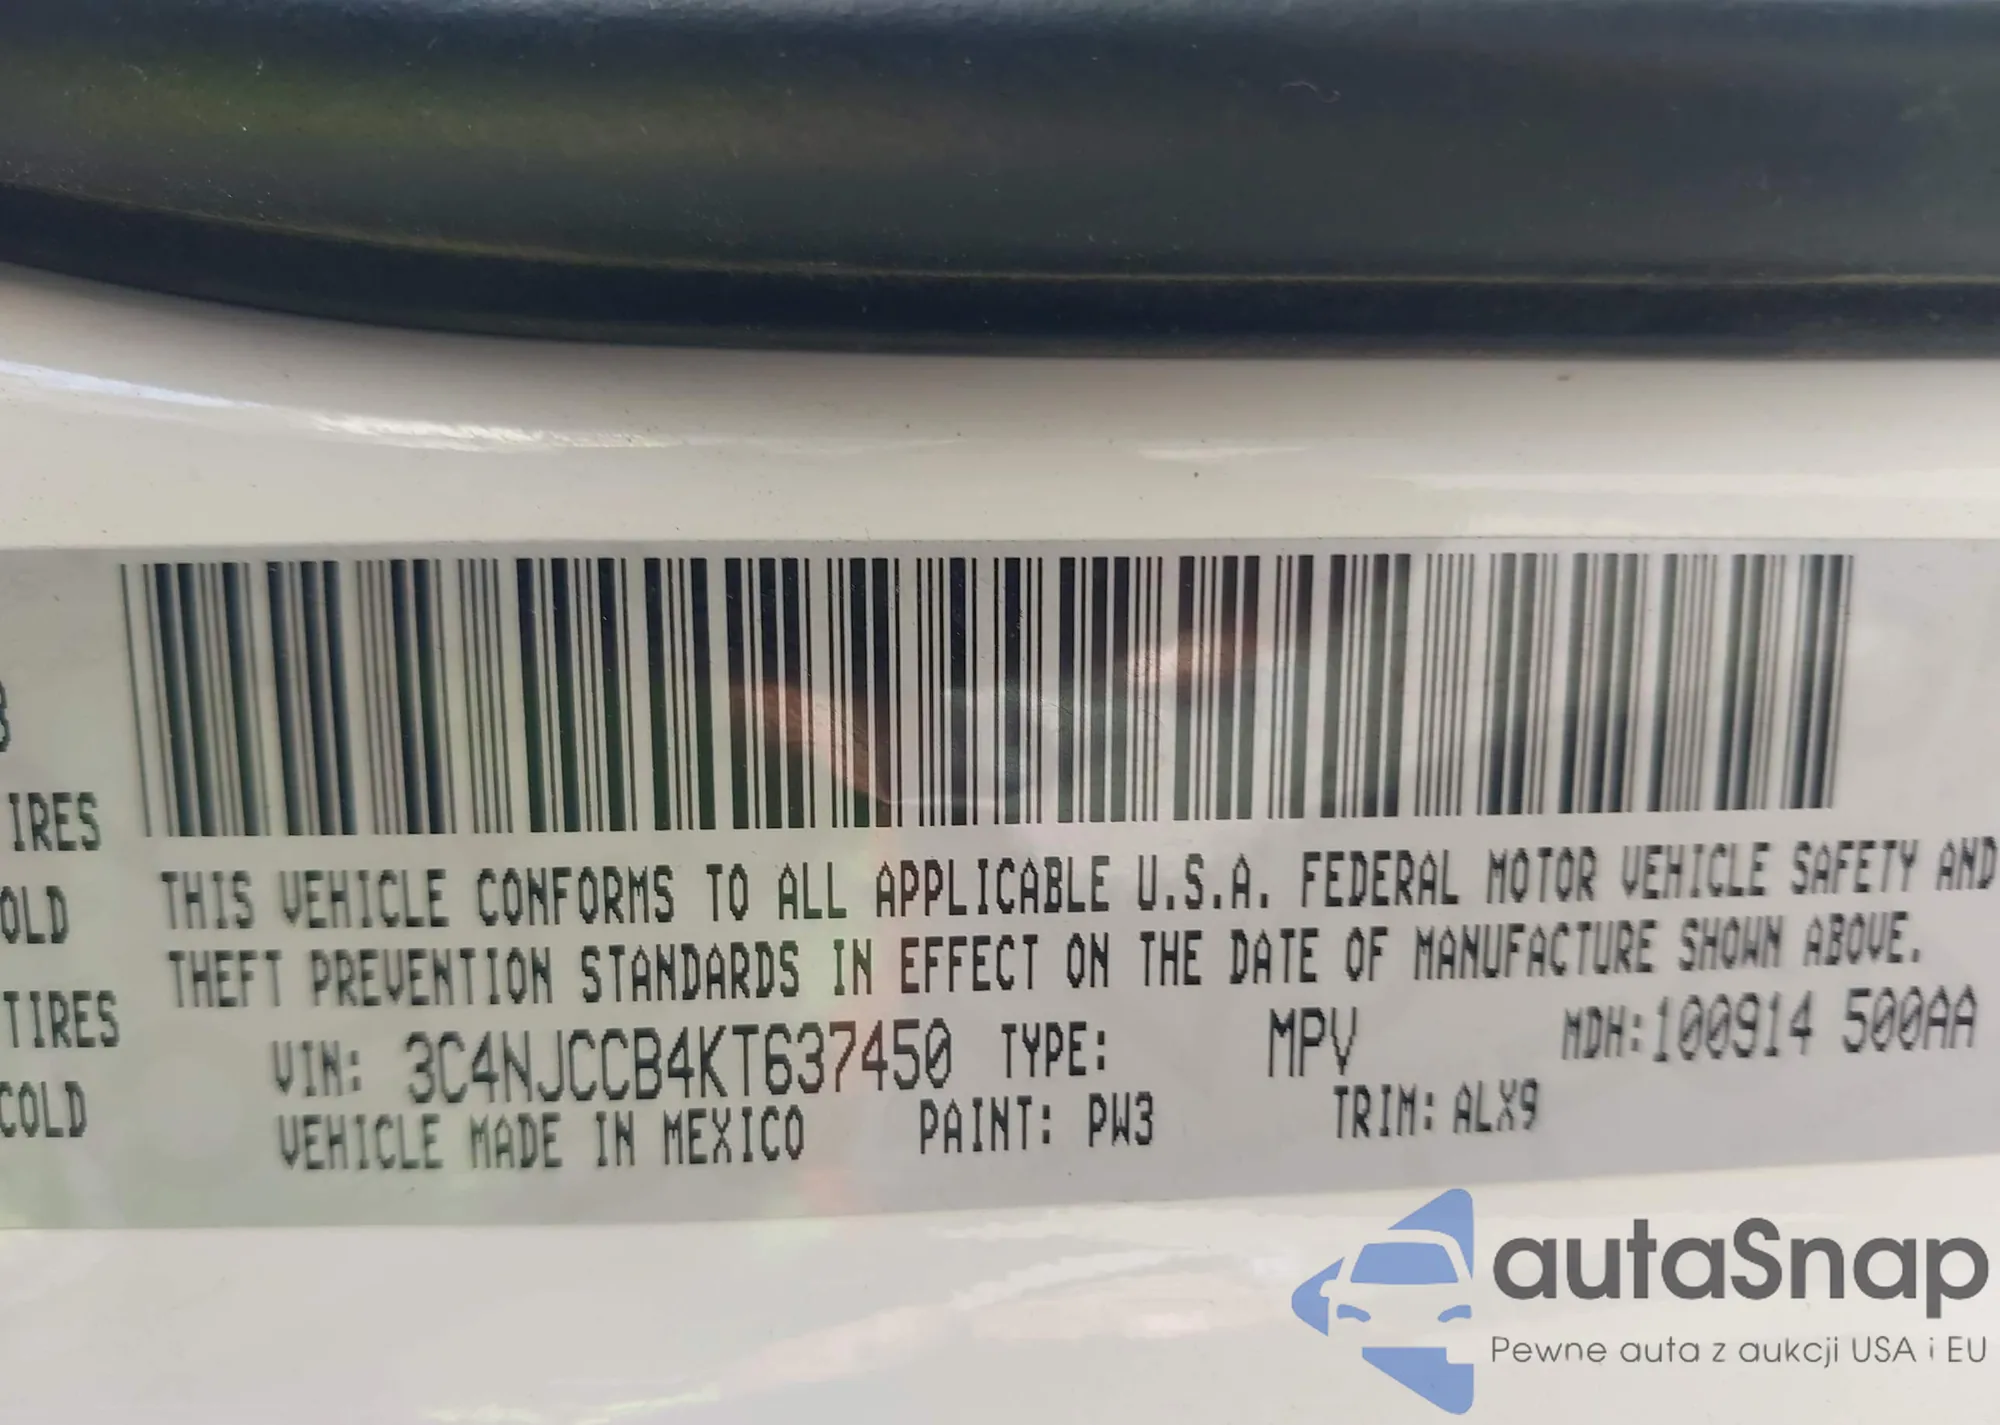 IRES
OLD
TIRES
COLD
THIS VEHICLE CONFORMS TO ALL APPLICABLE U.S.A. FEDERAL MOTOR VEHICLE SAFETY AND
THEFT PREVENTION STANDARDS IN EFFECT ON THE DATE OF MANUFACTURE SHOWN ABOVE.
VIN: 3C4NJCCB4KT637450 TYPE: MPV MDH:100914 500AA
VEHICLE MADE IN MEXICO PAINT: PW3 TRIM: ALX9
autaSnap
Pewne auta z aukcji USA i EU